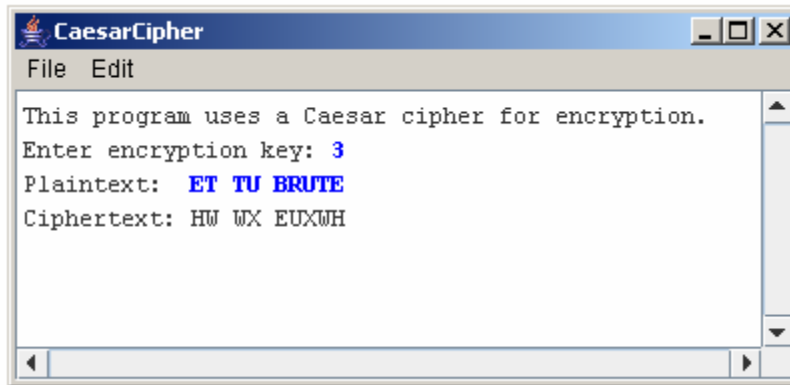 CaesarCipher
File Edit
This program uses a Caesar cipher for encryption.
Enter encryption key: 3
Plaintext: ET TU BRUTE
Ciphertext: HW WX EUXWH